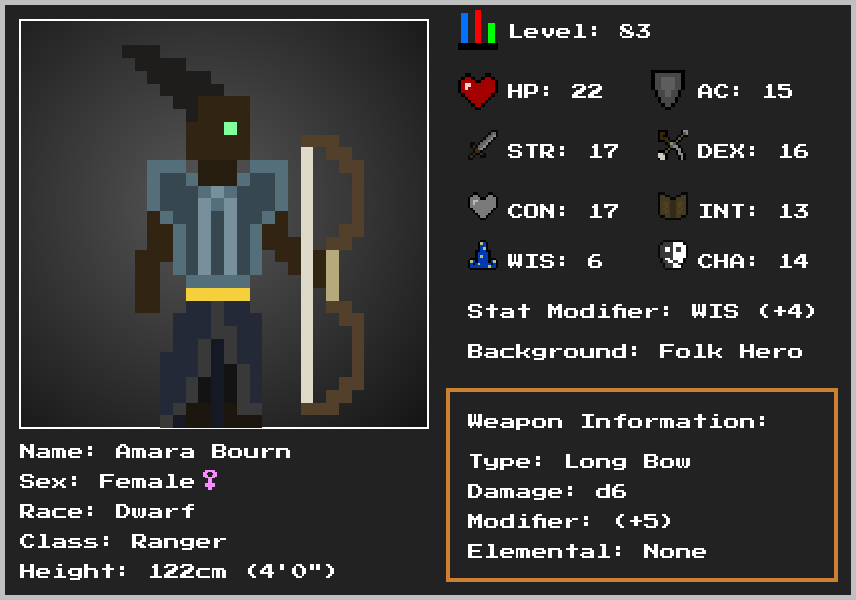 Level: 83
HP: 22
AC: 15
STR: 17
DEX: 16
CON: 17
INT: 13
WIS: 6
CHA: 14
Stat Modifier: WIS (+4)
Background: Folk Hero
Weapon Information:
Type: Long Bow
Damage: d6
Modifier: (+5)
Elemental: None
Name: Amara Bourn
Sex: Female♀
Race: Dwarf
Class: Ranger
Height: 122cm (4'0")